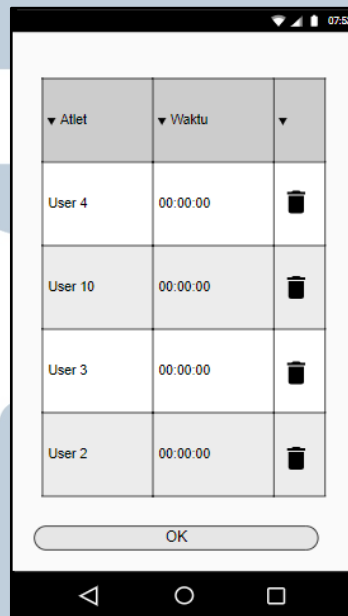 07:52
▼ Atlet ▼ Waktu ▼
User 4 00:00:00
User 10 00:00:00
User 3 00:00:00
User 2 00:00:00
OK